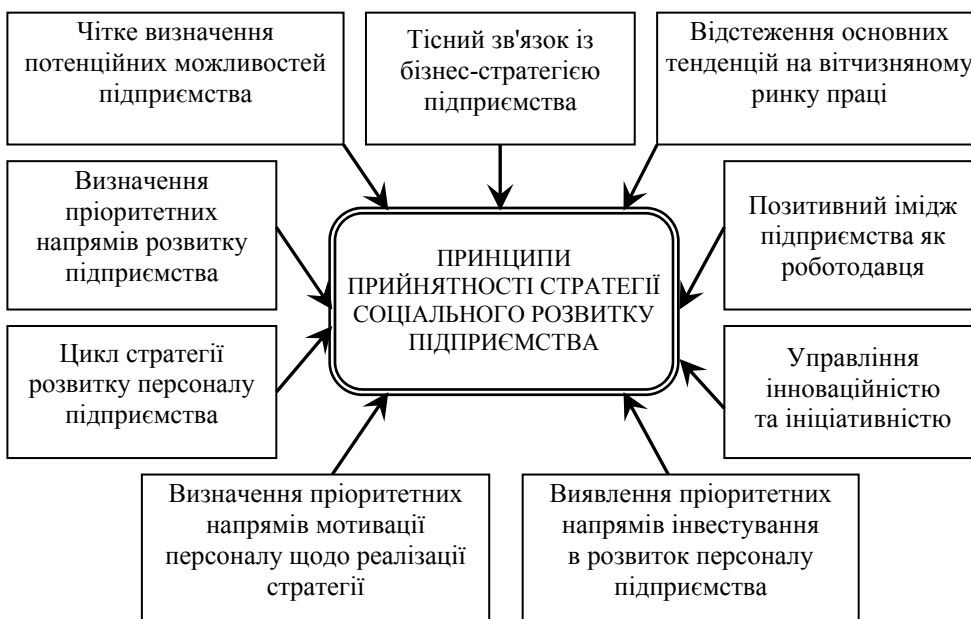 Чітке визначення
потенційних можливостей
підприємства
Тісний зв'язок із
бізнес-стратегією
підприємства
Відстеження основних
тенденцій на вітчизняному
ринку праці
Визначення
пріоритетних
напрямів розвитку
підприємства
ПРИНЦИПИ
ПРИЙНЯТНОСТІ СТРАТЕГІЇ
СОЦІАЛЬНОГО РОЗВИТКУ
ПІДПРИЄМСТВА
Позитивний імідж
підприємства як
роботодавця
Цикл стратегії
розвитку персоналу
підприємства
Управління
інноваційністю
та ініціативністю
Визначення пріоритетних
напрямів мотивації
персоналу щодо реалізації
стратегії
Виявлення пріоритетних
напрямів інвестування
в розвиток персоналу
підприємства